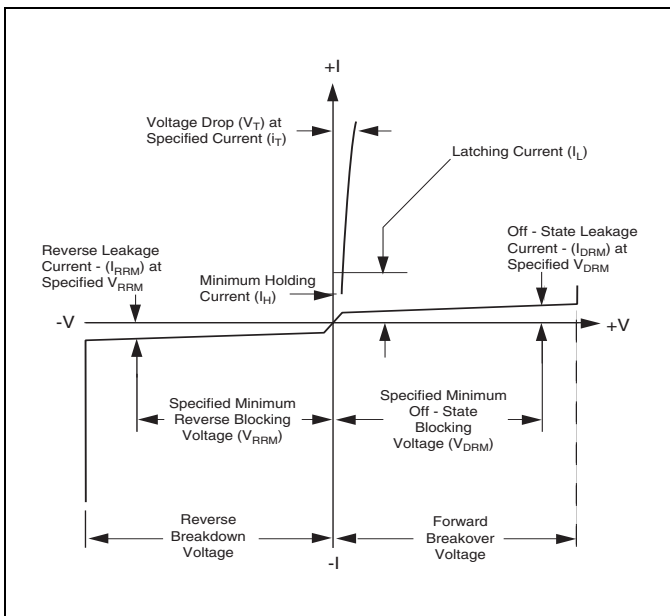 +I
Voltage Drop (VT) at
Specified Current (iT)
Latching Current (IL)
Reverse Leakage
Current - (IRRM) at
Specified VRRM
Off - State Leakage
Current - (IDRM) at
Specified VDRM
Minimum Holding
Current (IH)
-V
+V
Specified Minimum
Reverse Blocking
Voltage (VRRM)
Specified Minimum
Off - State
Blocking
Voltage (VDRM)
Reverse
Breakdown
Voltage
Forward
Breakover
Voltage
-I